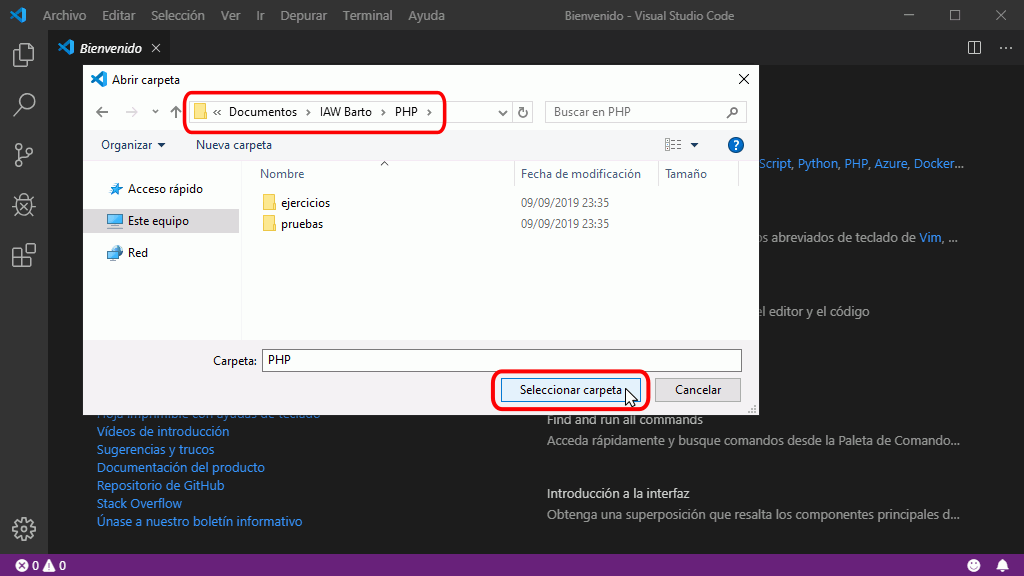 Archivo Editar Selección Ver Ir Depurar Terminal Ayuda Bienvenido - Visual Studio Code
Bienvenido
Abrir carpeta
« Documentos › IAW Barto › PHP ›
Buscar en PHP
Organizar Nueva carpeta
Nombre Fecha de modificación Tamaño
Acceso rápido
Este equipo
Red
ejercicios 09/09/2019 23:35
pruebas 09/09/2019 23:35
Carpeta: PHP
Seleccionar carpeta Cancelar
Script, Python, PHP, Azure, Docker...
os abreviados de teclado de Vim, ...
el editor y el código
Hoja imprimible con ayudas de teclado
Vídeos de introducción
Sugerencias y trucos
Documentación del producto
Repositorio de GitHub
Stack Overflow
Únase a nuestro boletín informativo
Find and run all commands
Acceda rápidamente y busque comandos desde la Paleta de Comando...
Introducción a la interfaz
Obtenga una superposición que resalta los componentes principales d...
0 0